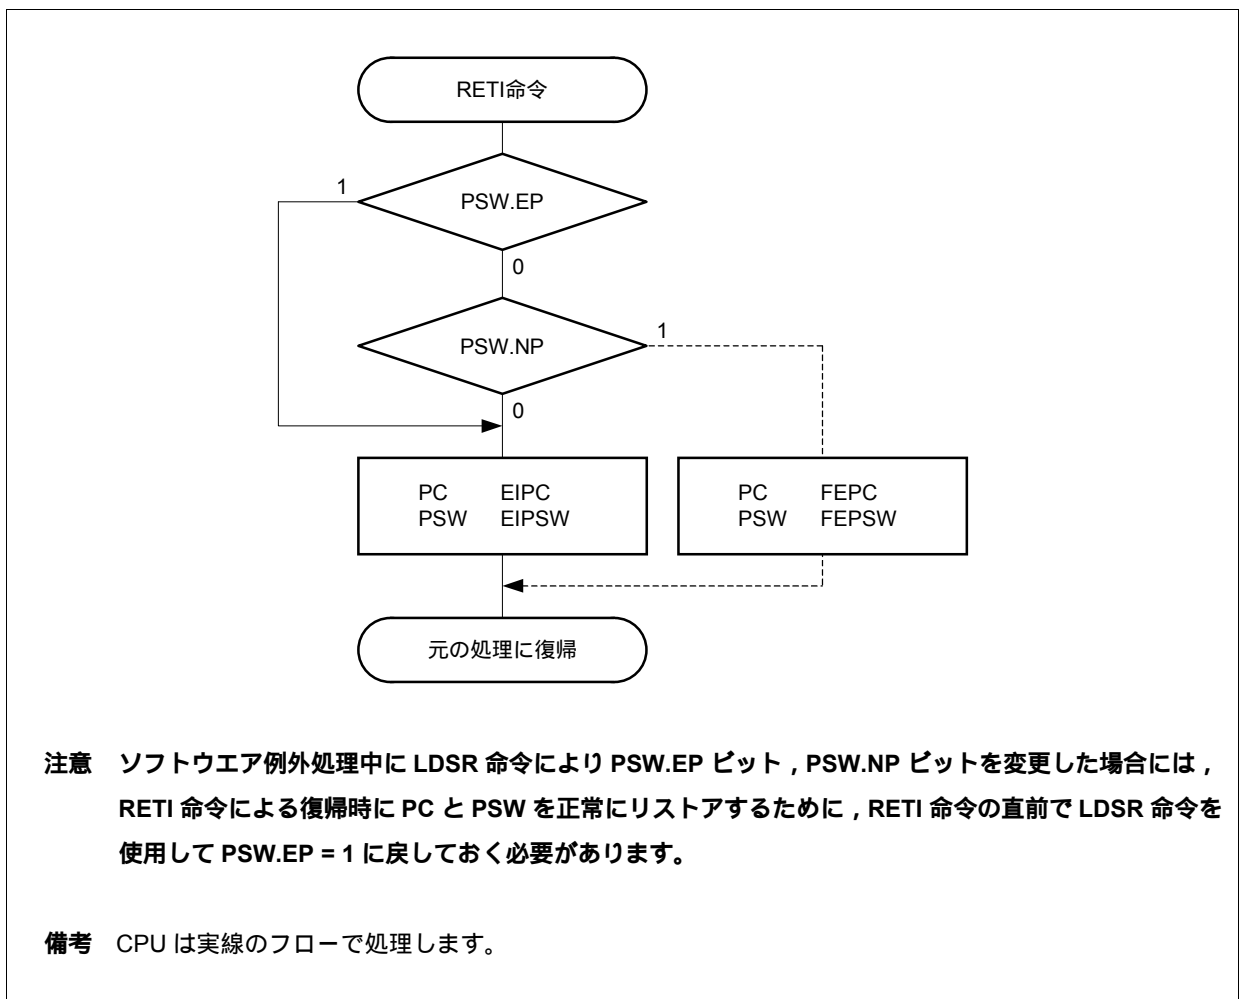 RETI命令
1
PSW.EP
0
PSW.NP
1
0
PC EIPC
PSW EIPSW
PC FEPC
PSW FEPSW
元の処理に復帰
注意 ソフトウエア例外処理中に LDSR 命令により PSW.EP ビット，PSW.NP ビットを変更した場合には，
RETI 命令による復帰時に PC と PSW を正常にリストアするために，RETI 命令の直前で LDSR 命令を
使用して PSW.EP = 1 に戻しておく必要があります。
備考 CPU は実線のフローで処理します。